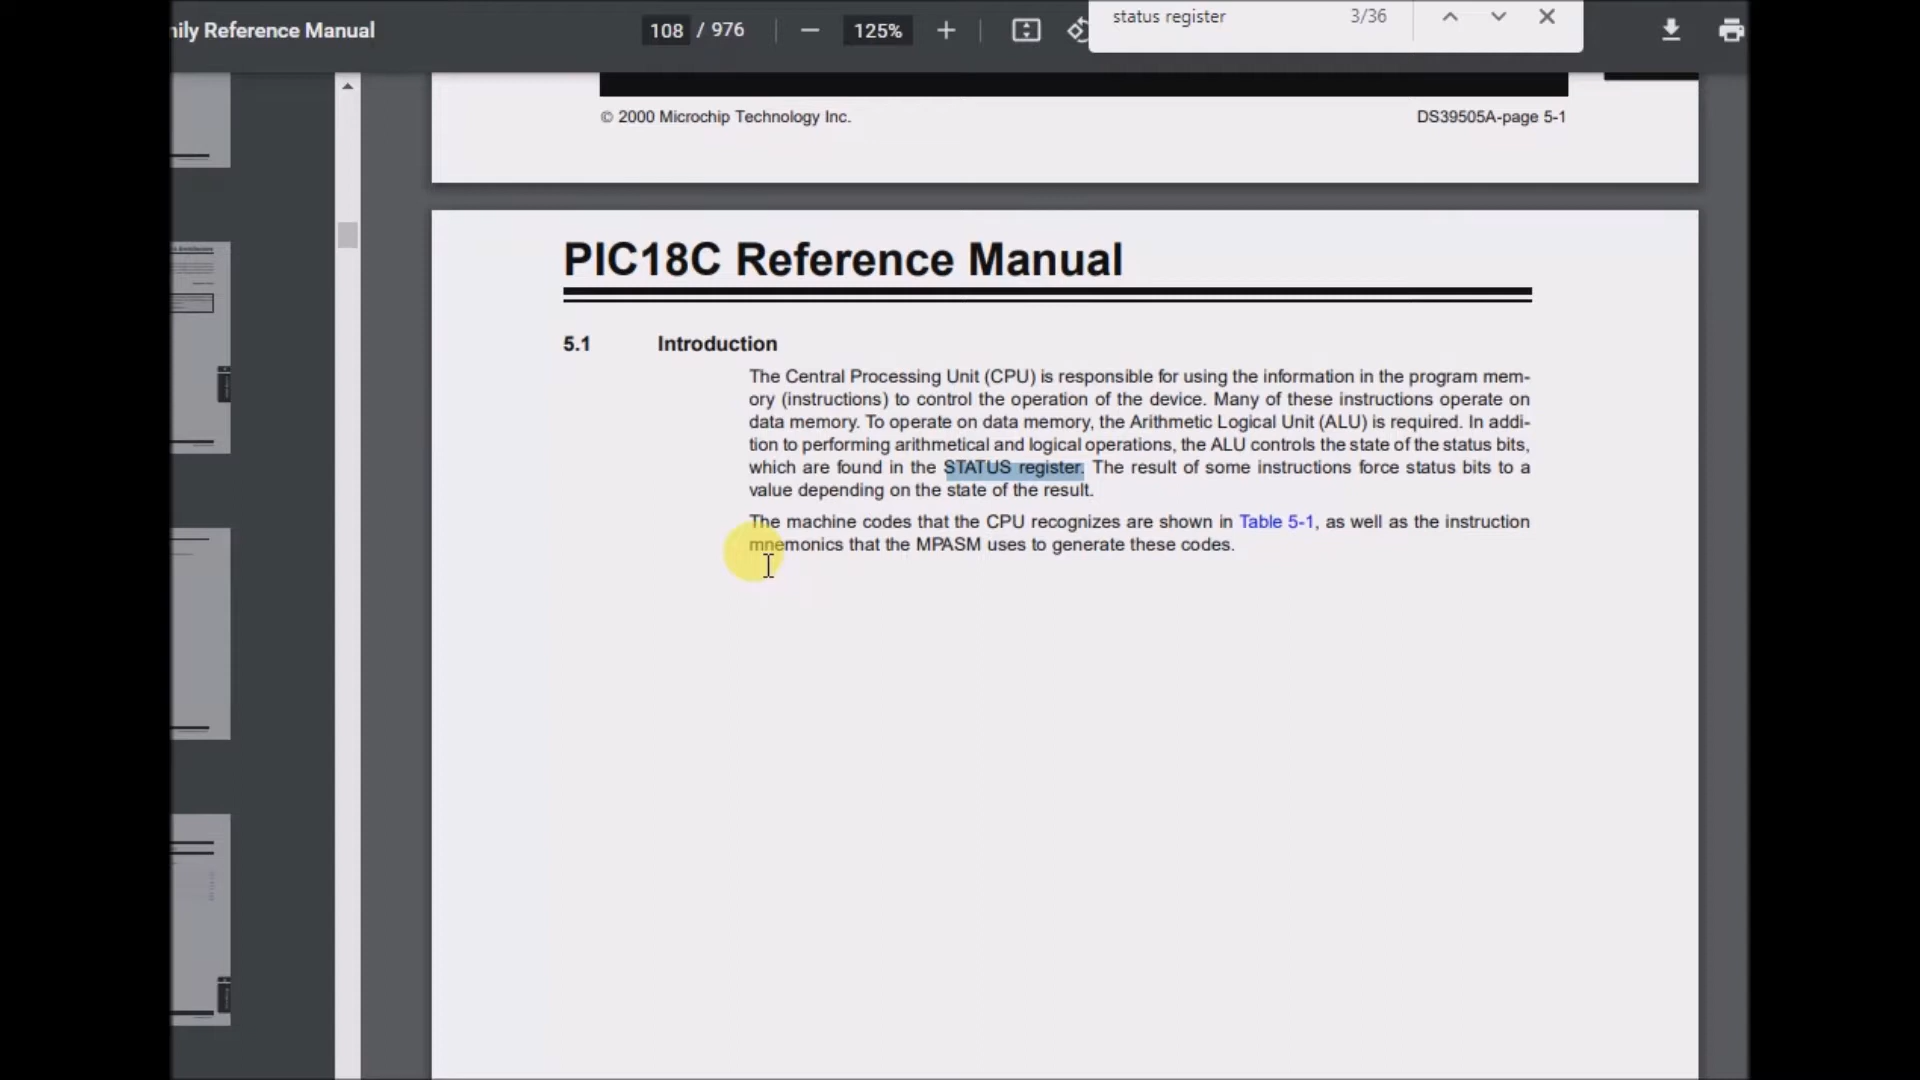 nily Reference Manual
108 / 976
125%
status register
3/36
© 2000 Microchip Technology Inc.
DS39505A-page 5-1
PIC18C Reference Manual
5.1 Introduction
The Central Processing Unit (CPU) is responsible for using the information in the program mem-
ory (instructions) to control the operation of the device. Many of these instructions operate on
data memory. To operate on data memory, the Arithmetic Logical Unit (ALU) is required. In addi-
tion to performing arithmetical and logical operations, the ALU controls the state of the status bits,
which are found in the STATUS register. The result of some instructions force status bits to a
value depending on the state of the result.
The machine codes that the CPU recognizes are shown in Table 5-1, as well as the instruction
mnemonics that the MPASM uses to generate these codes.